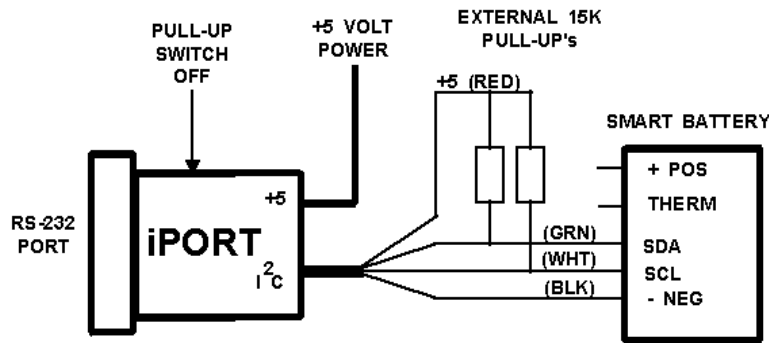 PULL-UP
SWITCH
OFF
+5 VOLT
POWER
EXTERNAL 15K
PULL-UP's
+5 (RED)
SMART BATTERY
+ POS
THERM
RS-232
PORT
iPORT
+5
I²C
(GRN)
SDA
(WHT)
SCL
(BLK)
- NEG